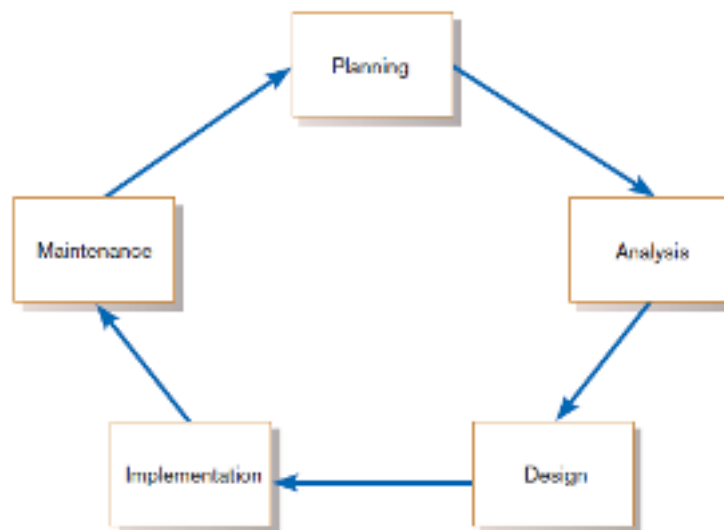 Planning
Analysis
Design
Implementation
Maintenance